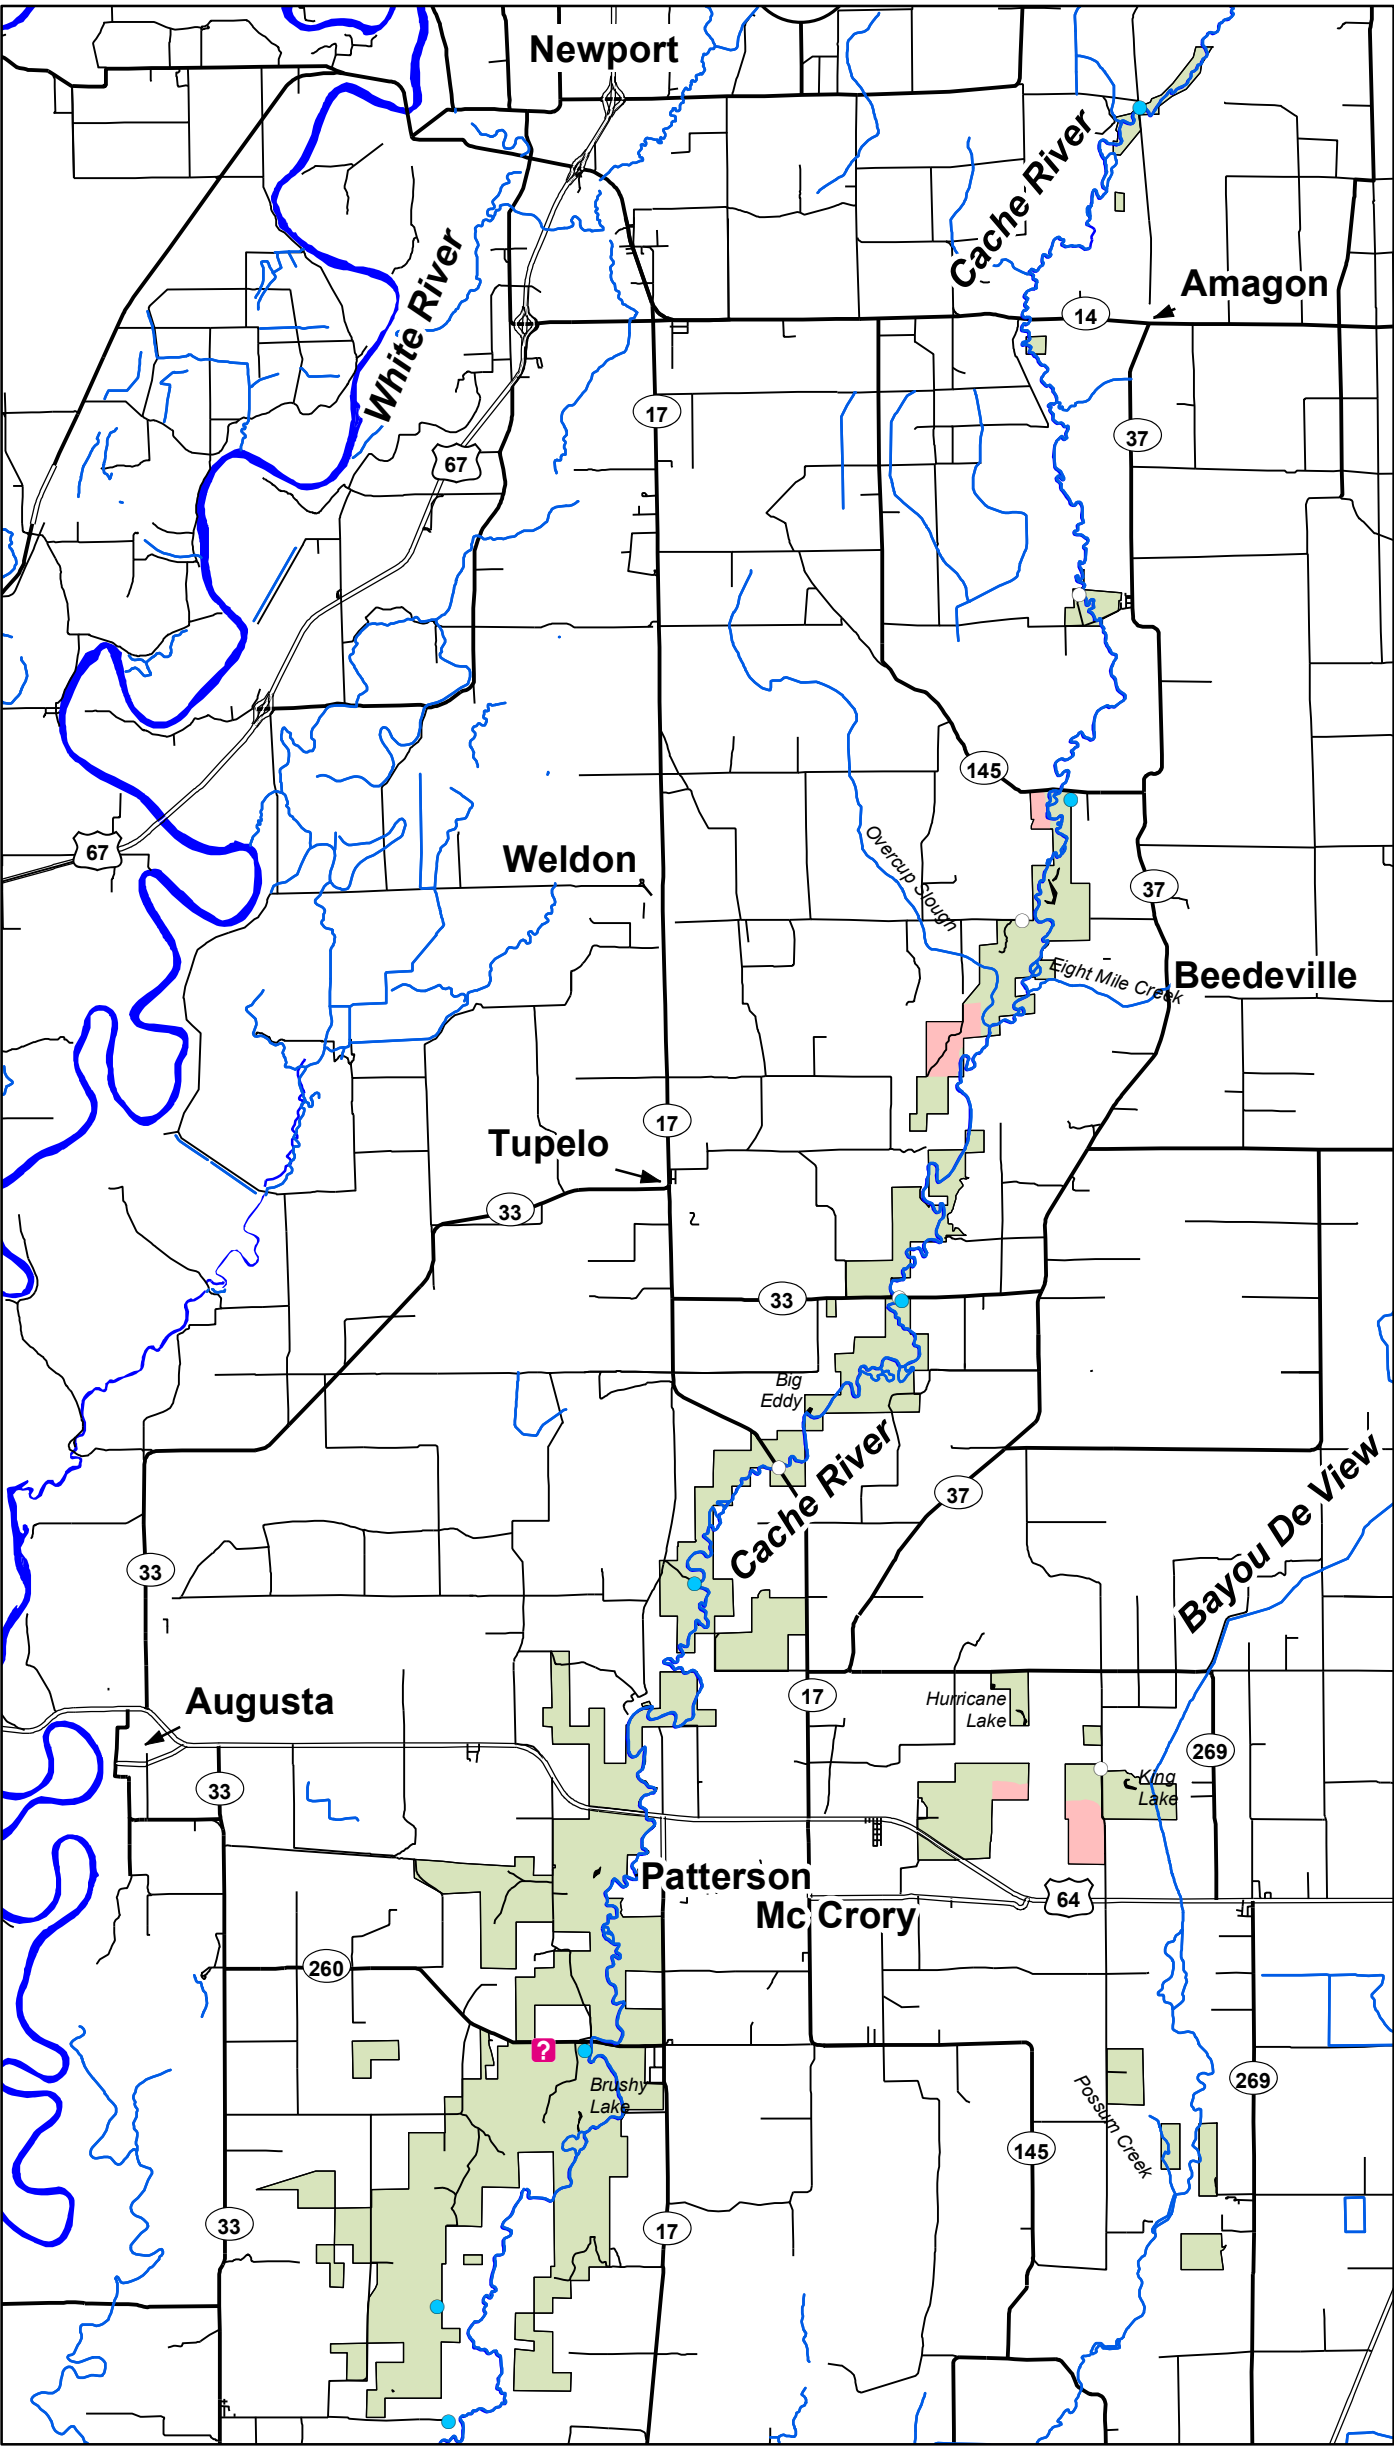 Newport
Cache River
White River
Amagon
14
17
37
67
145
67
Overcup Slough
Weldon
37
Eight Mile Creek
Beedeville
17
Tupelo
33
33
Big
Eddy
Cache River
37
Bayou De View
33
Augusta
17
Hurricane
Lake
269
King
Lake
33
Patterson
64
Mc Crory
260
?
Brushy
Lake
Possum Creek
269
145
33
17